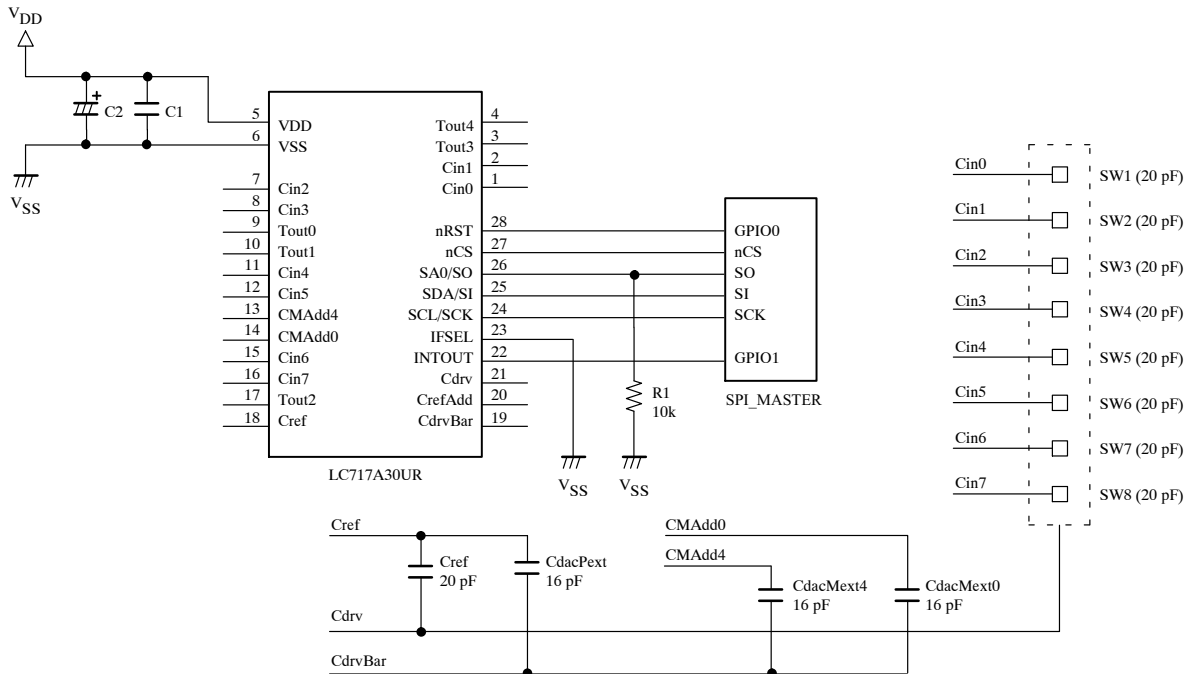 VDD
+
C2
C1
VSS
5
VDD
6
VSS
7
Cin2
8
Cin3
9
Tout0
10
Tout1
11
Cin4
12
Cin5
13
CMAdd4
14
CMAdd0
15
Cin6
16
Cin7
17
Tout2
18
Cref
Tout4
4
Tout3
3
Cin1
2
Cin0
1
nRST
28
nCS
27
SA0/SO
26
SDA/SI
25
SCL/SCK
24
IFSEL
23
INTOUT
22
Cdrv
21
CrefAdd
20
CdrvBar
19
LC717A30UR
VSS
R1
10k
VSS
GPIO0
nCS
SO
SI
SCK
GPIO1
SPI_MASTER
Cin0
SW1 (20 pF)
Cin1
SW2 (20 pF)
Cin2
SW3 (20 pF)
Cin3
SW4 (20 pF)
Cin4
SW5 (20 pF)
Cin5
SW6 (20 pF)
Cin6
SW7 (20 pF)
Cin7
SW8 (20 pF)
Cref
Cref
20 pF
CdacPext
16 pF
CMAdd0
CMAdd4
CdacMext4
16 pF
CdacMext0
16 pF
Cdrv
CdrvBar